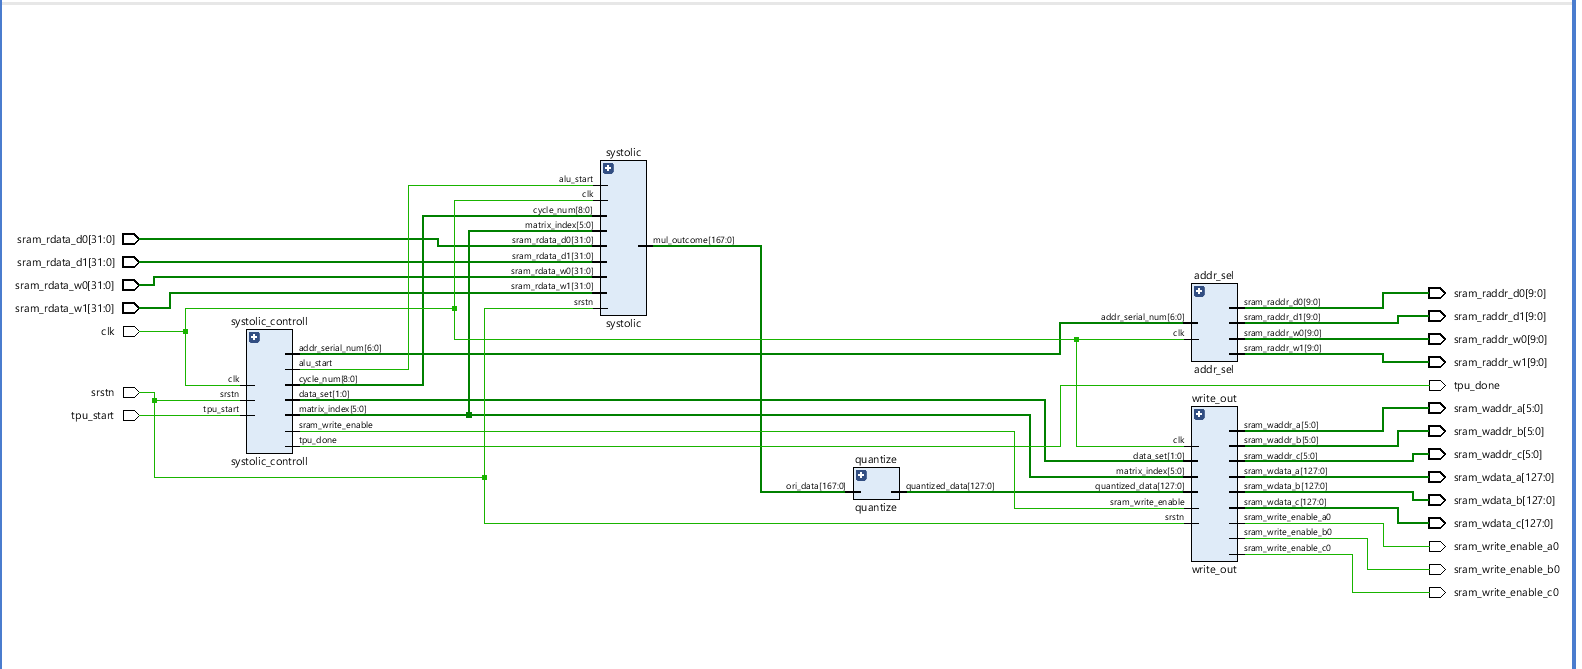 sram_rdata_d0[31:0]
sram_rdata_d1[31:0]
sram_rdata_w0[31:0]
sram_rdata_w1[31:0]
clk
srstn
tpu_start
systolic_controll
clk
srstn
tpu_start
addr_serial_num[6:0]
alu_start
cycle_num[8:0]
data_set[1:0]
matrix_index[5:0]
sram_write_enable
tpu_done
systolic_controll
systolic
alu_start
clk
cycle_num[8:0]
matrix_index[5:0]
sram_rdata_d0[31:0]
sram_rdata_d1[31:0]
sram_rdata_w0[31:0]
sram_rdata_w1[31:0]
srstn
mul_outcome[167:0]
systolic
quantize
ori_data[167:0]
quantized_data[127:0]
quantize
addr_sel
addr_serial_num[6:0]
clk
sram_raddr_d0[9:0]
sram_raddr_d1[9:0]
sram_raddr_w0[9:0]
sram_raddr_w1[9:0]
addr_sel
write_out
clk
data_set[1:0]
matrix_index[5:0]
quantized_data[127:0]
sram_write_enable
srstn
sram_waddr_a[5:0]
sram_waddr_b[5:0]
sram_waddr_c[5:0]
sram_wdata_a[127:0]
sram_wdata_b[127:0]
sram_wdata_c[127:0]
sram_write_enable_a0
sram_write_enable_b0
sram_write_enable_c0
write_out
sram_raddr_d0[9:0]
sram_raddr_d1[9:0]
sram_raddr_w0[9:0]
sram_raddr_w1[9:0]
tpu_done
sram_waddr_a[5:0]
sram_waddr_b[5:0]
sram_waddr_c[5:0]
sram_wdata_a[127:0]
sram_wdata_b[127:0]
sram_wdata_c[127:0]
sram_write_enable_a0
sram_write_enable_b0
sram_write_enable_c0